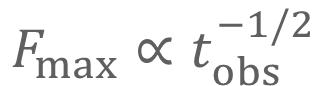 F_max ∝ t_obs^{-1/2}